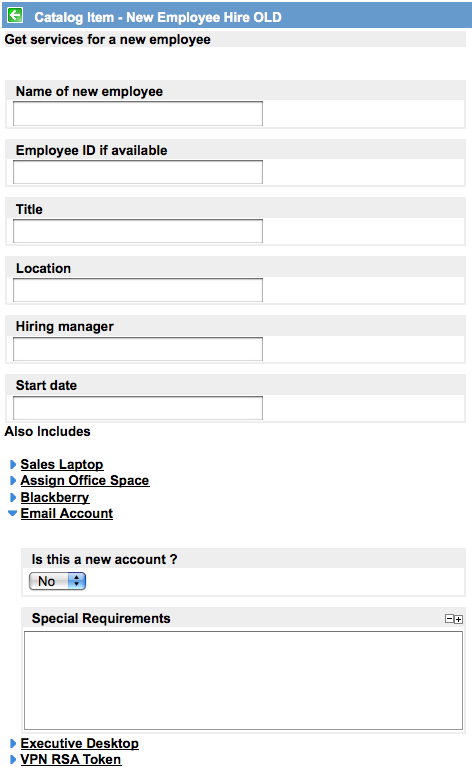 Catalog Item - New Employee Hire OLD
Get services for a new employee
Name of new employee
Employee ID if available
Title
Location
Hiring manager
Start date
Also Includes
Sales Laptop
Assign Office Space
Blackberry
Email Account
Is this a new account ?
No
Special Requirements
Executive Desktop
VPN RSA Token